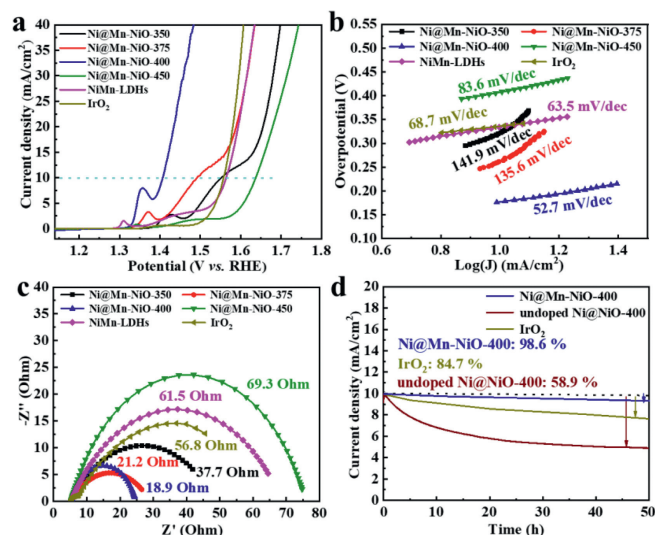 a
Ni@Mn-NiO-350
Ni@Mn-NiO-375
Ni@Mn-NiO-400
Ni@Mn-NiO-450
NiMn-LDHs
IrO₂
Current density (mA/cm²)
40
30
20
10
0
1.2 1.3 1.4 1.5 1.6 1.7 1.8
Potential (V vs. RHE)
b
Ni@Mn-NiO-350 Ni@Mn-NiO-375
Ni@Mn-NiO-400 Ni@Mn-NiO-450
NiMn-LDHs IrO₂
83.6 mV/dec
68.7 mV/dec
63.5 mV/dec
141.9 mV/dec
135.6 mV/dec
52.7 mV/dec
Overpotential (V)
0.55
0.50
0.45
0.40
0.35
0.30
0.25
0.20
0.15
0.6 0.8 1.0 1.2 1.4 1.6
Log(J) (mA/cm²)
c
Ni@Mn-NiO-350 Ni@Mn-NiO-375
Ni@Mn-NiO-400 Ni@Mn-NiO-450
NiMn-LDHs IrO₂
69.3 Ohm
61.5 Ohm
56.8 Ohm
21.2 Ohm
37.7 Ohm
18.9 Ohm
-Z'' (Ohm)
40
35
30
25
20
15
10
5
0
0 10 20 30 40 50 60 70 80 90
Z' (Ohm)
d
Ni@Mn-NiO-400
undoped Ni@NiO-400
IrO₂
Ni@Mn-NiO-400: 98.6 %
IrO₂: 84.7 %
undoped Ni@NiO-400: 58.9 %
Current density (mA/cm²)
20
18
16
14
12
10
8
6
4
2
0
0 10 20 30 40 50
Time (h)